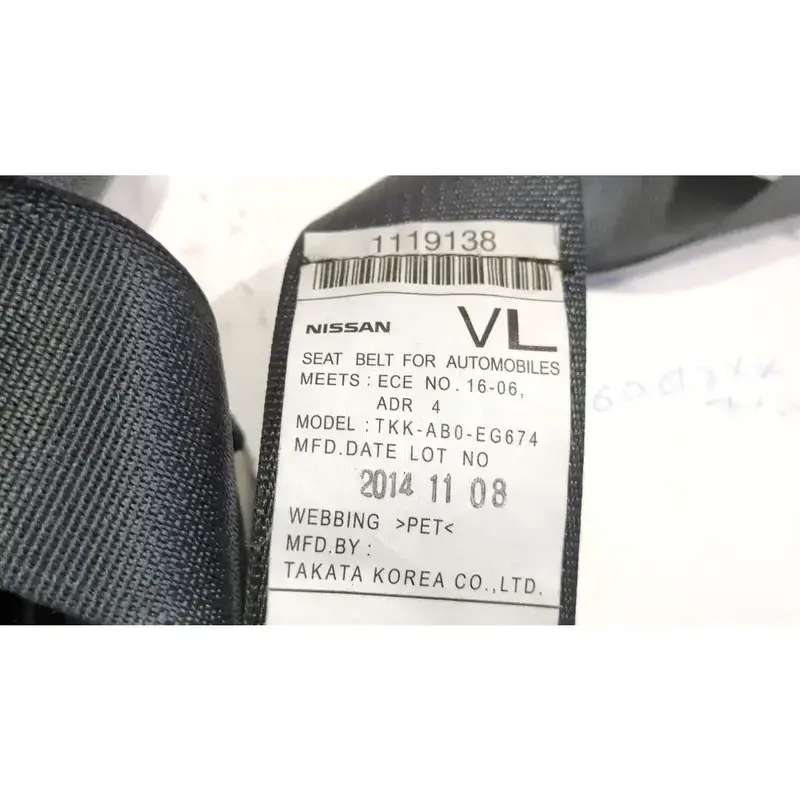 1119138
NISSAN VL
SEAT BELT FOR AUTOMOBILES
MEETS : ECE NO. 16-06,
ADR 4
MODEL : TKK-AB0-EG674
MFD.DATE LOT NO
2014 11 08
WEBBING >PET<
MFD.BY :
TAKATA KOREA CO.,LTD.